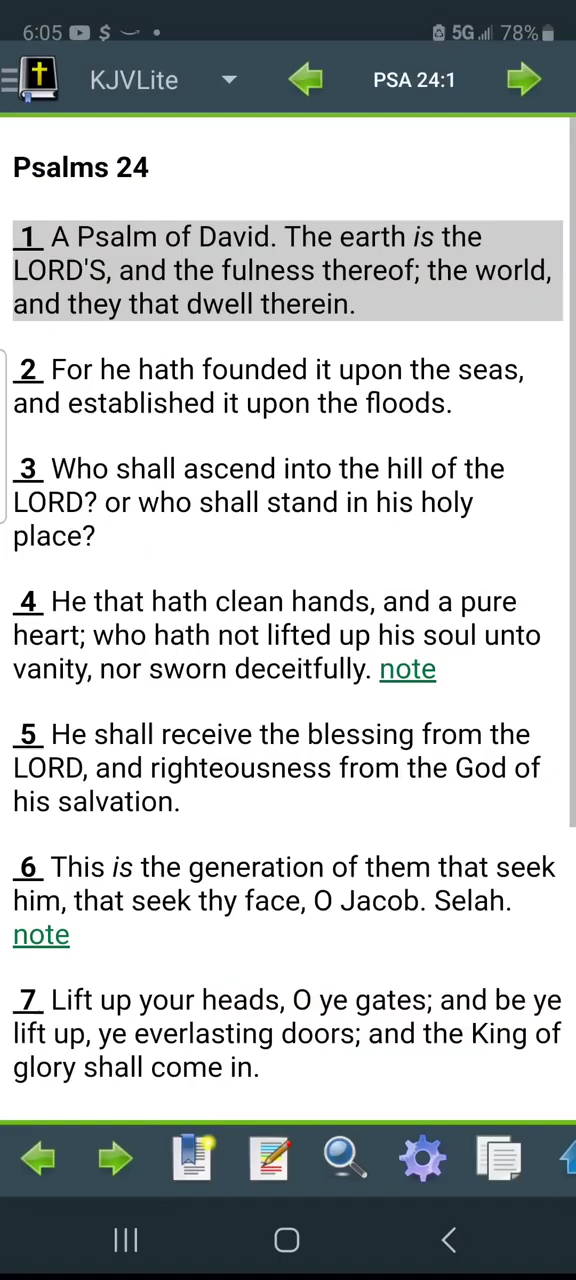 6:05 $ 5G 78%
KJVLite PSA 24:1
Psalms 24
1 A Psalm of David. The earth is the
LORD'S, and the fulness thereof; the world,
and they that dwell therein.
2 For he hath founded it upon the seas,
and established it upon the floods.
3 Who shall ascend into the hill of the
LORD? or who shall stand in his holy
place?
4 He that hath clean hands, and a pure
heart; who hath not lifted up his soul unto
vanity, nor sworn deceitfully. note
5 He shall receive the blessing from the
LORD, and righteousness from the God of
his salvation.
6 This is the generation of them that seek
him, that seek thy face, O Jacob. Selah.
note
7 Lift up your heads, O ye gates; and be ye
lift up, ye everlasting doors; and the King of
glory shall come in.